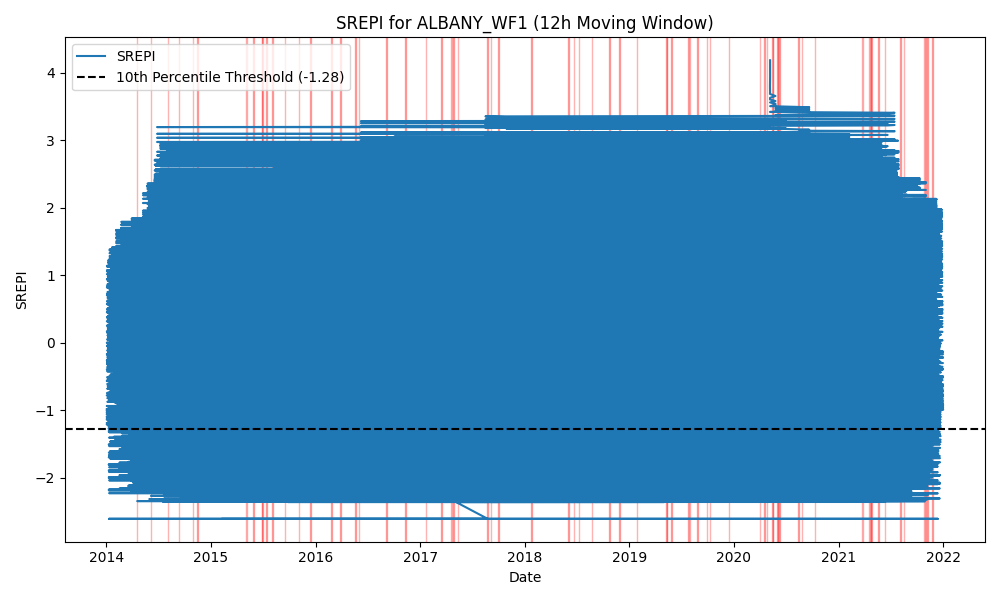 SREPI for ALBANY_WF1 (12h Moving Window)
SREPI
10th Percentile Threshold (-1.28)
4
3
2
1
0
−1
−2
SREPI
2014 2015 2016 2017 2018 2019 2020 2021 2022
Date